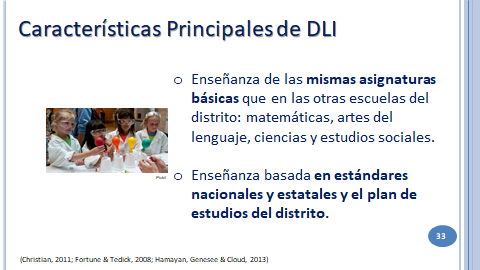 Características Principales de DLI
o Enseñanza de las mismas asignaturas
básicas que en las otras escuelas del
distrito: matemáticas, artes del
lenguaje, ciencias y estudios sociales.
o Enseñanza basada en estándares
nacionales y estatales y el plan de
estudios del distrito.
33
(Christian, 2011; Fortune & Tedick, 2008; Hamayan, Genesee & Cloud, 2013)